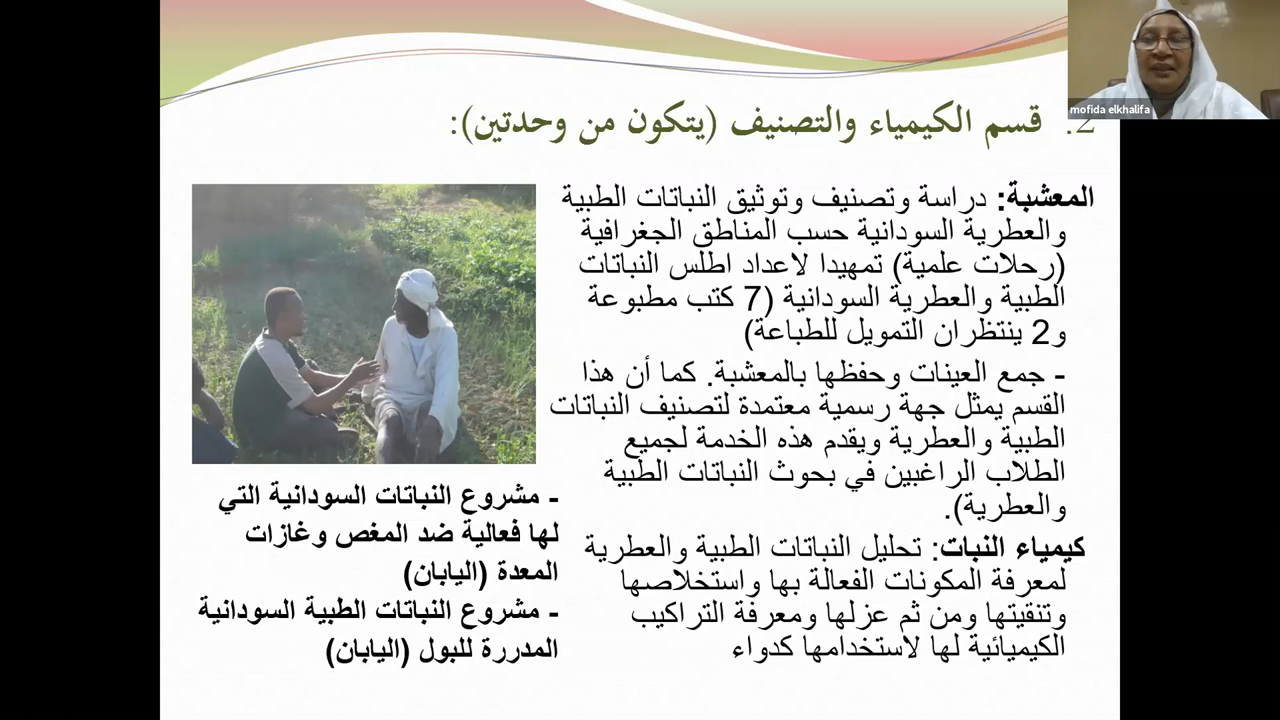 mofida elkhalifa
2. قسم الكيمياء والتصنيف (يتكون من وحدتين):
المعشبة: دراسة وتصنيف وتوثيق النباتات الطبية
والعطرية السودانية حسب المناطق الجغرافية
(رحلات علمية) تمهيدا لاعداد اطلس النباتات
الطبية والعطرية السودانية (7 كتب مطبوعة
و2 ينتظران التمويل للطباعة)
- جمع العينات وحفظها بالمعشبة. كما أن هذا
القسم يمثل جهة رسمية معتمدة لتصنيف النباتات
الطبية والعطرية ويقدم هذه الخدمة لجميع
الطلاب الراغبين في بحوث النباتات الطبية
والعطرية).
كيمياء النبات: تحليل النباتات الطبية والعطرية
لمعرفة المكونات الفعالة بها واستخلاصها
وتنقيتها ومن ثم عزلها ومعرفة التراكيب
الكيميائية لها لاستخدامها كدواء
- مشروع النباتات السودانية التي
لها فعالية ضد المغص وغازات
المعدة (اليابان)
- مشروع النباتات الطبية السودانية
المدررة للبول (اليابان)